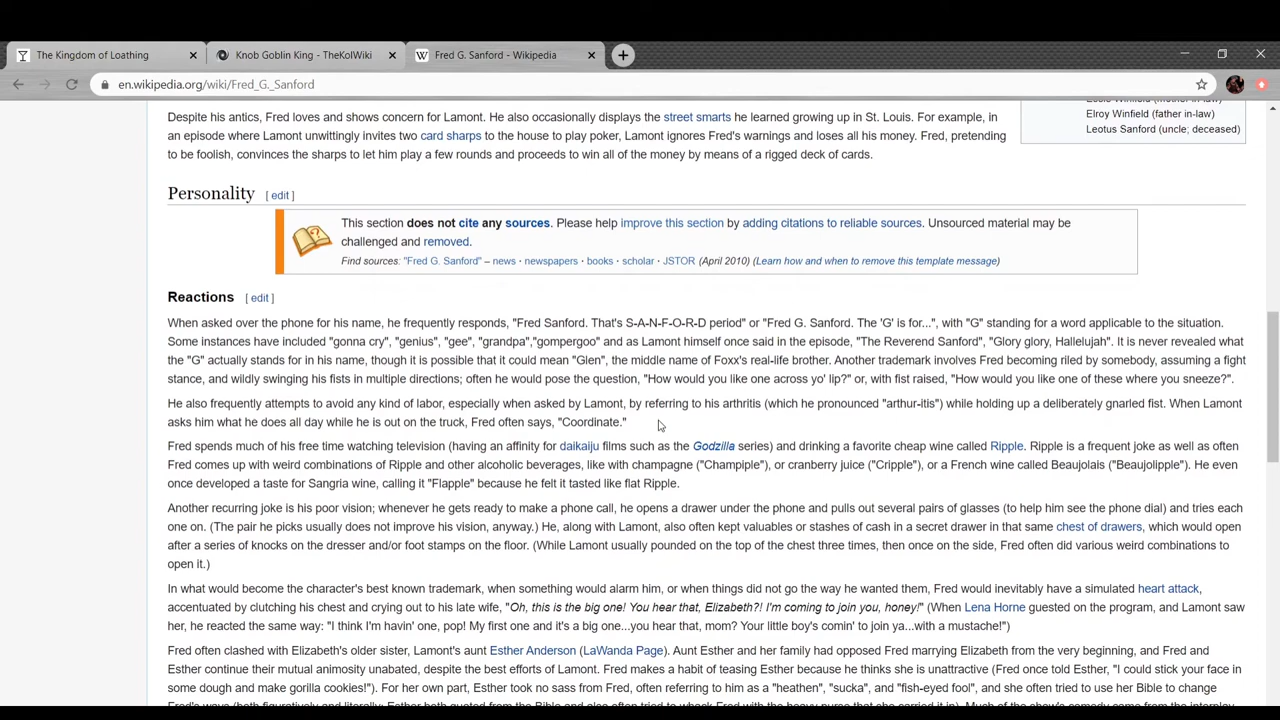 The Kingdom of Loathing
Knob Goblin King - TheKolWiki
Fred G. Sanford - Wikipedia
en.wikipedia.org/wiki/Fred_G._Sanford
Despite his antics, Fred loves and shows concern for Lamont. He also occasionally displays the street smarts he learned growing up in St. Louis. For example, in
an episode where Lamont unwittingly invites two card sharps to the house to play poker, Lamont ignores Fred's warnings and loses all his money. Fred, pretending
to be foolish, convinces the sharps to let him play a few rounds and proceeds to win all of the money by means of a rigged deck of cards.
Elroy Winfield (father in-law)
Leotus Sanford (uncle; deceased)
Personality [ edit ]
This section does not cite any sources. Please help improve this section by adding citations to reliable sources. Unsourced material may be
challenged and removed.
Find sources: "Fred G. Sanford" – news · newspapers · books · scholar · JSTOR (April 2010) (Learn how and when to remove this template message)
Reactions [ edit ]
When asked over the phone for his name, he frequently responds, "Fred Sanford. That's S-A-N-F-O-R-D period" or "Fred G. Sanford. The 'G' is for...", with "G" standing for a word applicable to the situation.
Some instances have included "gonna cry", "genius", "gee", "grandpa","gompergoo" and as Lamont himself once said in the episode, "The Reverend Sanford", "Glory glory, Hallelujah". It is never revealed what
the "G" actually stands for in his name, though it is possible that it could mean "Glen", the middle name of Foxx's real-life brother. Another trademark involves Fred becoming riled by somebody, assuming a fight
stance, and wildly swinging his fists in multiple directions; often he would pose the question, "How would you like one across yo' lip?" or, with fist raised, "How would you like one of these where you sneeze?".
He also frequently attempts to avoid any kind of labor, especially when asked by Lamont, by referring to his arthritis (which he pronounced "arthur-itis") while holding up a deliberately gnarled fist. When Lamont
asks him what he does all day while he is out on the truck, Fred often says, "Coordinate."
Fred spends much of his free time watching television (having an affinity for daikaiju films such as the Godzilla series) and drinking a favorite cheap wine called Ripple. Ripple is a frequent joke as well as often
Fred comes up with weird combinations of Ripple and other alcoholic beverages, like with champagne ("Champiple"), or cranberry juice ("Cripple"), or a French wine called Beaujolais ("Beaujolipple"). He even
once developed a taste for Sangria wine, calling it "Flapple" because he felt it tasted like flat Ripple.
Another recurring joke is his poor vision; whenever he gets ready to make a phone call, he opens a drawer under the phone and pulls out several pairs of glasses (to help him see the phone dial) and tries each
one on. (The pair he picks usually does not improve his vision, anyway.) He, along with Lamont, also often kept valuables or stashes of cash in a secret drawer in that same chest of drawers, which would open
after a series of knocks on the dresser and/or foot stamps on the floor. (While Lamont usually pounded on the top of the chest three times, then once on the side, Fred often did various weird combinations to
open it.)
In what would become the character's best known trademark, when something would alarm him, or when things did not go the way he wanted them, Fred would inevitably have a simulated heart attack,
accentuated by clutching his chest and crying out to his late wife, "Oh, this is the big one! You hear that, Elizabeth?! I'm coming to join you, honey!" (When Lena Horne guested on the program, and Lamont saw
her, he reacted the same way: "I think I'm havin' one, pop! My first one and it's a big one...you hear that, mom? Your little boy's comin' to join ya...with a mustache!")
Fred often clashed with Elizabeth's older sister, Lamont's aunt Esther Anderson (LaWanda Page). Aunt Esther and her family had opposed Fred marrying Elizabeth from the very beginning, and Fred and
Esther continue their mutual animosity unabated, despite the best efforts of Lamont. Fred makes a habit of teasing Esther because he thinks she is unattractive (Fred once told Esther, "I could stick your face in
some dough and make gorilla cookies!"). For her own part, Esther took no sass from Fred, often referring to him as a "heathen", "sucka", and "fish-eyed fool", and she often tried to use her Bible to change